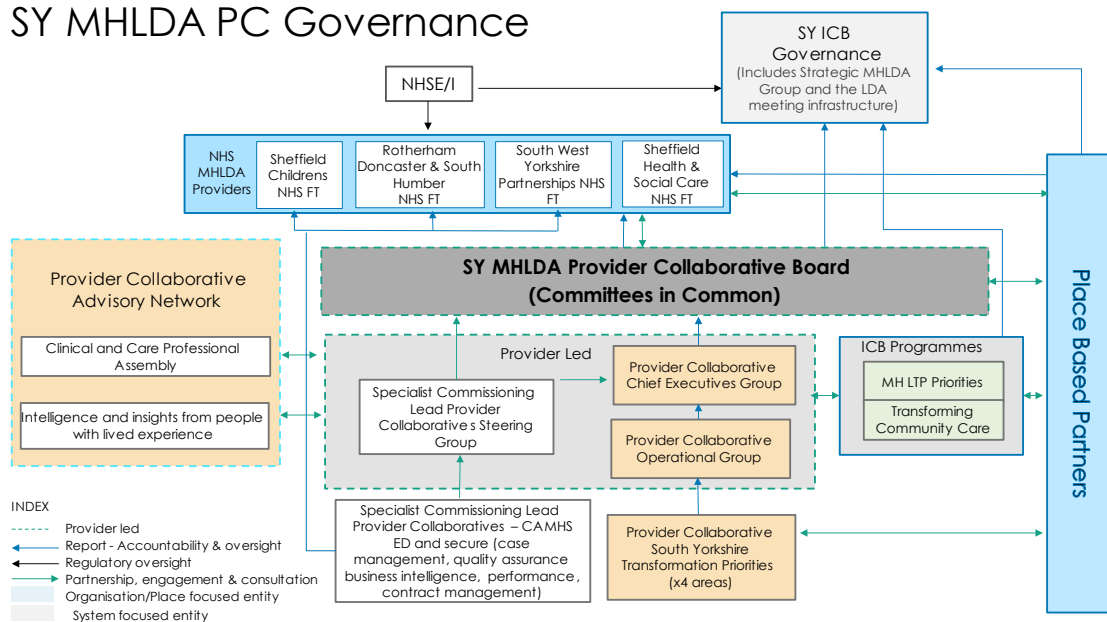 SY MHLDA PC Governance
SY ICB
Governance
(Includes Strategic MHLDA
Group and the LDA
meeting infrastructure)
NHSE/I
NHS
MHLDA
Providers
Sheffield
Childrens
NHS FT
Rotherham
Doncaster & South
Humber
NHS FT
South West
Yorkshire
Partnerships NHS
FT
Sheffield
Health &
Social Care
NHS FT
Place Based Partners
SY MHLDA Provider Collaborative Board
(Committees in Common)
Provider Collaborative
Advisory Network
Clinical and Care Professional
Assembly
Intelligence and insights from people
with lived experience
Provider Led
Specialist Commissioning
Lead Provider
Collaborative's Steering
Group
Provider Collaborative
Chief Executives Group
Provider Collaborative
Operational Group
ICB Programmes
MH LTP Priorities
Transforming
Community Care
Specialist Commissioning Lead
Provider Collaboratives – CAMHS
ED and secure (case
management, quality assurance
business intelligence, performance,
contract management)
Provider Collaborative
South Yorkshire
Transformation Priorities
(x4 areas)
INDEX
Provider led
Report - Accountability & oversight
Regulatory oversight
Partnership, engagement & consultation
Organisation/Place focused entity
System focused entity